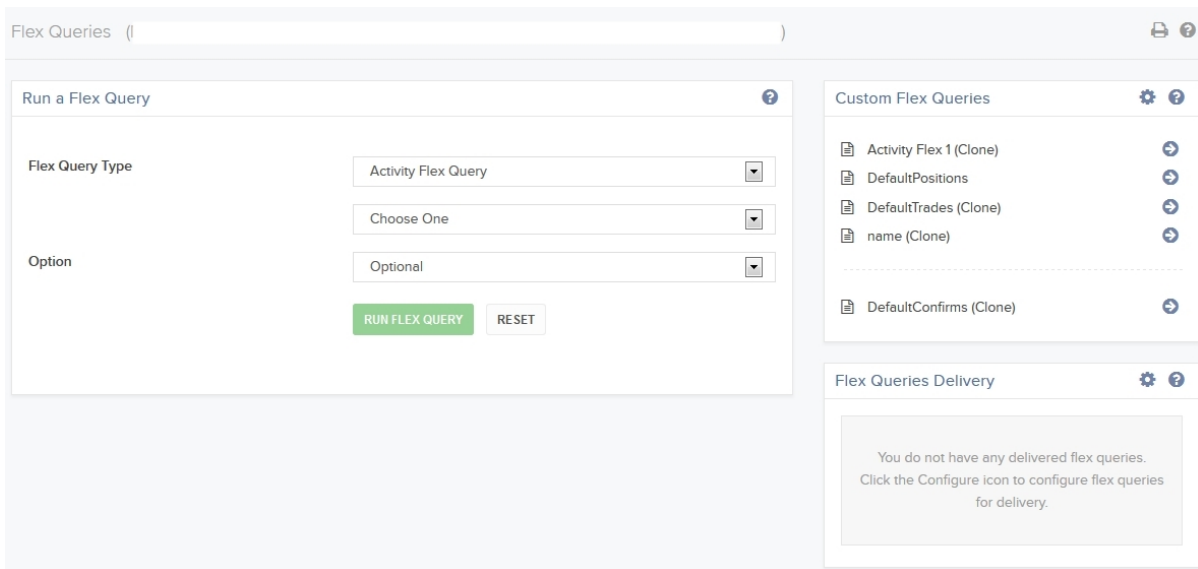 Flex Queries ( )
Run a Flex Query
Flex Query Type
Activity Flex Query
Choose One
Option
Optional
RUN FLEX QUERY RESET
Custom Flex Queries
Activity Flex 1 (Clone)
DefaultPositions
DefaultTrades (Clone)
name (Clone)
DefaultConfirms (Clone)
Flex Queries Delivery
You do not have any delivered flex queries.
Click the Configure icon to configure flex queries
for delivery.